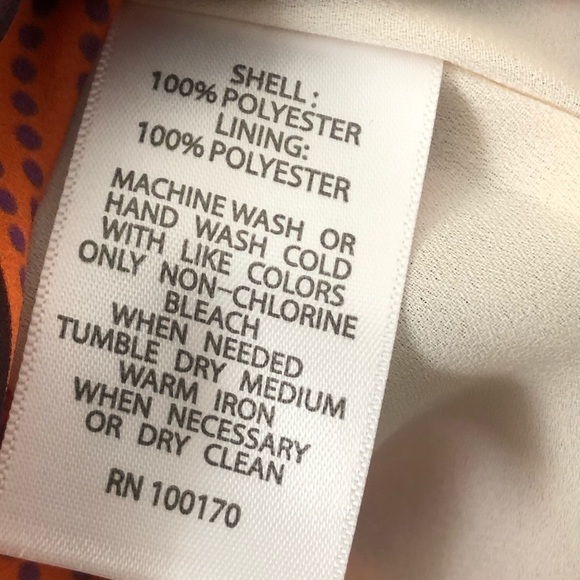 SHELL:
100% POLYESTER
LINING:
100% POLYESTER
MACHINE WASH OR
HAND WASH COLD
WITH LIKE COLORS
ONLY NON-CHLORINE
BLEACH
WHEN NEEDED
TUMBLE DRY MEDIUM
WARM IRON
WHEN NECESSARY
OR DRY CLEAN
RN 100170